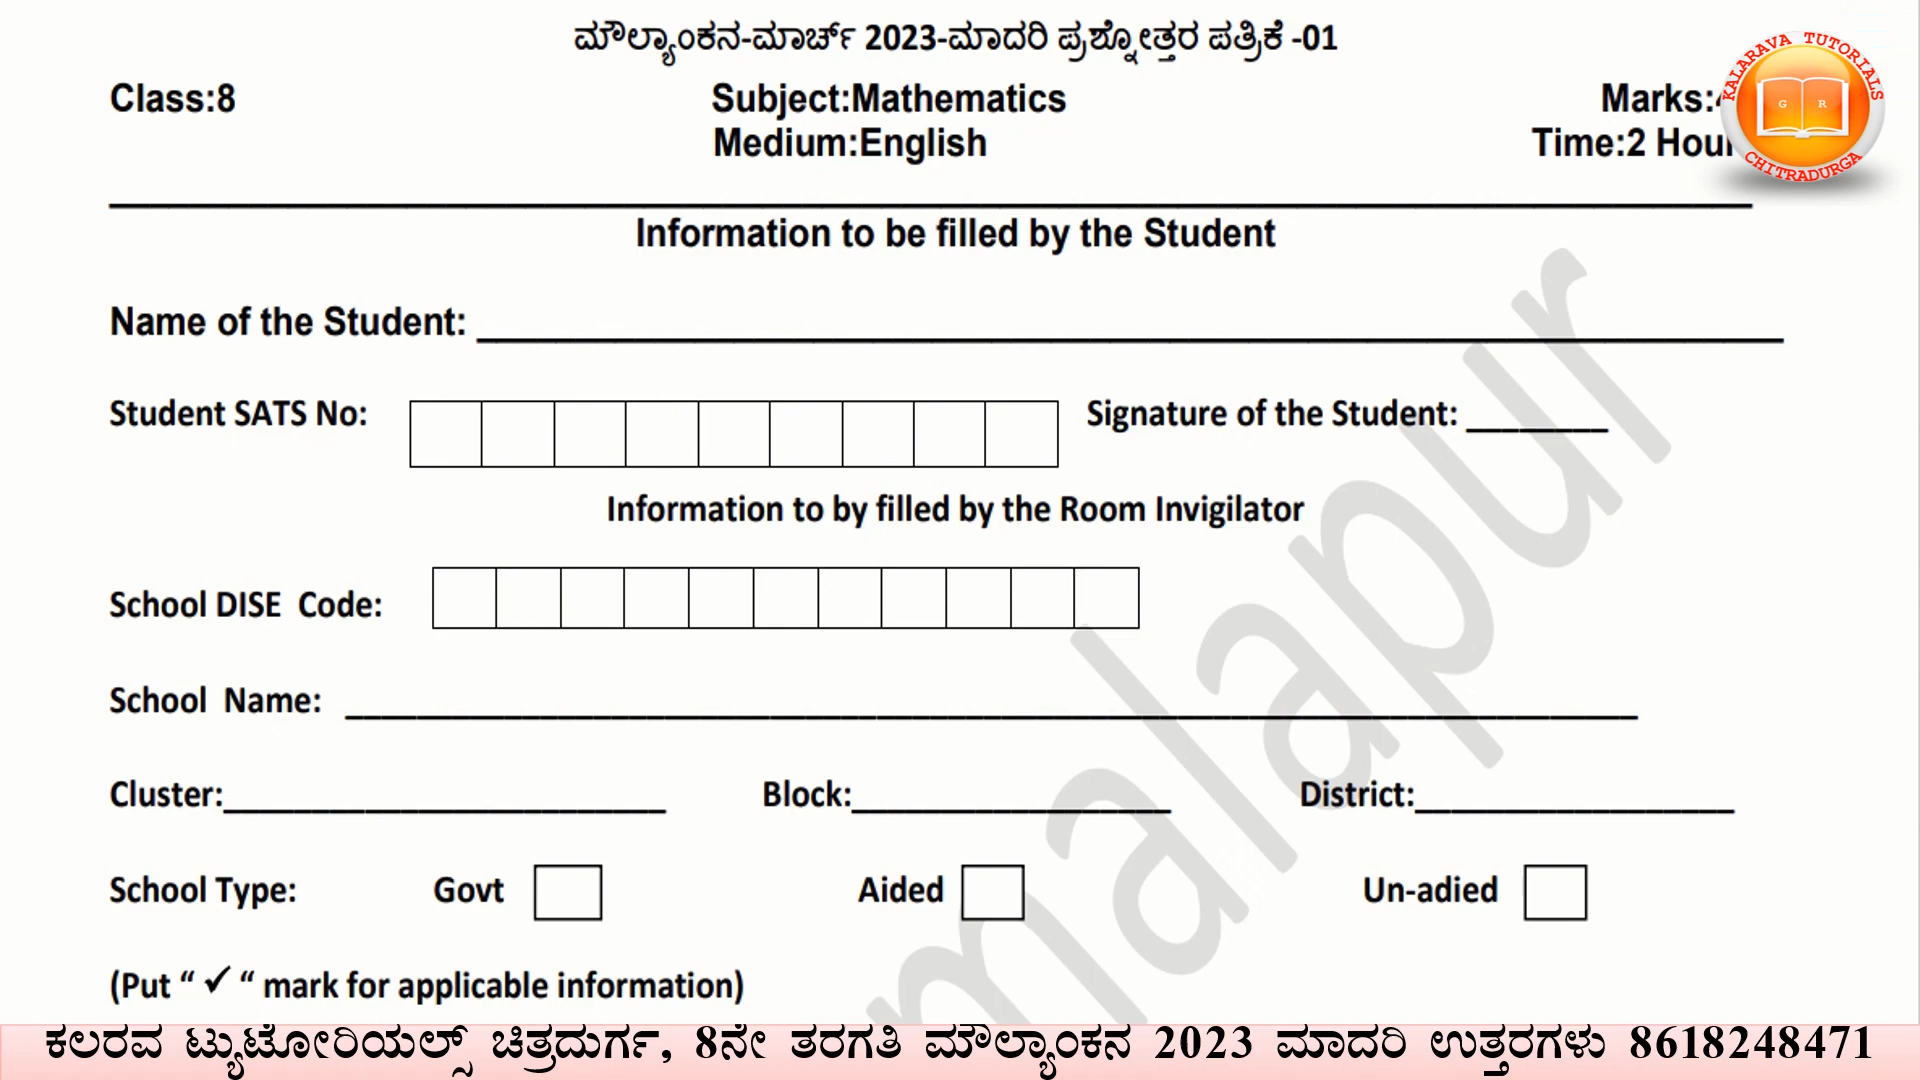 ಮೌಲ್ಯಾಂಕನ-ಮಾರ್ಚ್ 2023-ಮಾದರಿ ಪ್ರಶ್ನೋತ್ತರ ಪತ್ರಿಕೆ -01
Class:8 Subject:Mathematics Marks:
Medium:English Time:2
KALARAVA TUTORIALS
G R
CHITRADURGA
Information to be filled by the Student
Name of the Student:
Student SATS No: Signature of the Student:
Information to by filled by the Room Invigilator
School DISE Code:
School Name:
Cluster: Block: District:
School Type: Govt Aided Un-adied
(Put “ ✓ “ mark for applicable information)
malapur
ಕಲರವ ಟ್ಯುಟೋರಿಯಲ್ಸ್ ಚಿತ್ರದುರ್ಗ, 8ನೇ ತರಗತಿ ಮೌಲ್ಯಾಂಕನ 2023 ಮಾದರಿ ಉತ್ತರಗಳು 8618248471